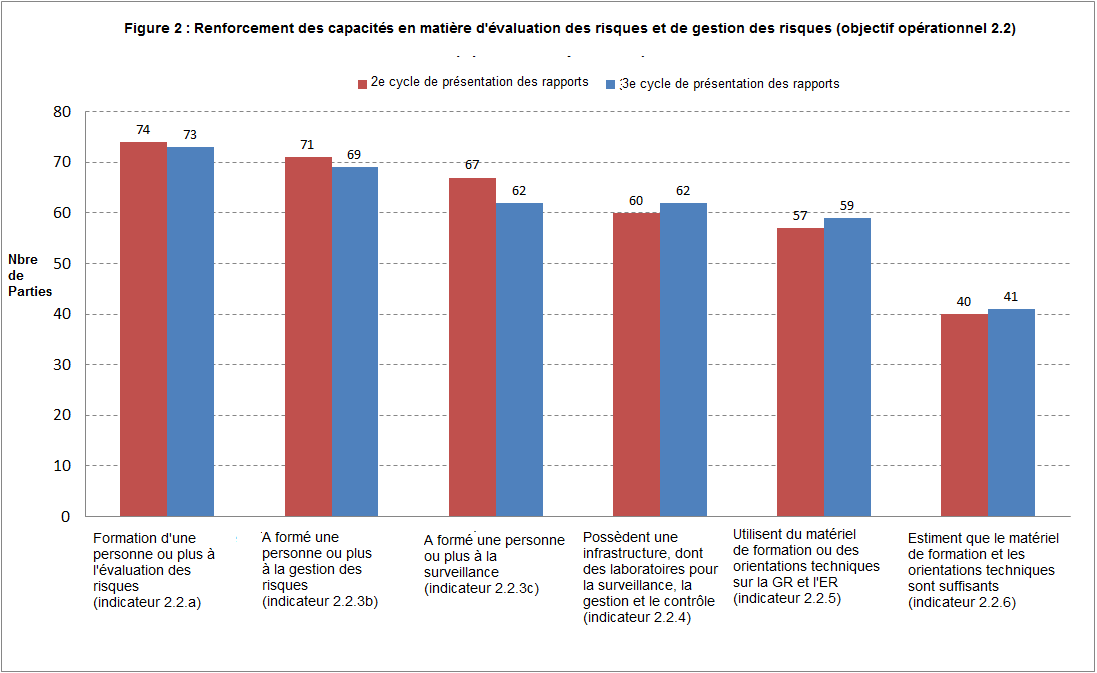 Figure 2 : Renforcement des capacités en matière d'évaluation des risques et de gestion des risques (objectif opérationnel 2.2)
2e cycle de présentation des rapports
3e cycle de présentation des rapports
80
70
60
50
40
30
20
10
0
Nbre
de
Parties
74
73
71
69
67
62
60
62
57
59
40
41
Formation d'une
personne ou plus à
l'évaluation des
risques
(indicateur 2.2.a)
A formé une
personne ou plus
à la gestion des
risques
(indicateur 2.2.3b)
A formé une personne
ou plus à la
surveillance
(indicateur 2.2.3c)
Possèdent une
infrastructure, dont
des laboratoires pour
la surveillance, la
gestion et le contrôle
(indicateur 2.2.4)
Utilisent du matériel
de formation ou des
orientations techniques
sur la GR et l'ER
(indicateur 2.2.5)
Estiment que le matériel
de formation et les
orientations techniques
sont suffisants
(indicateur 2.2.6)